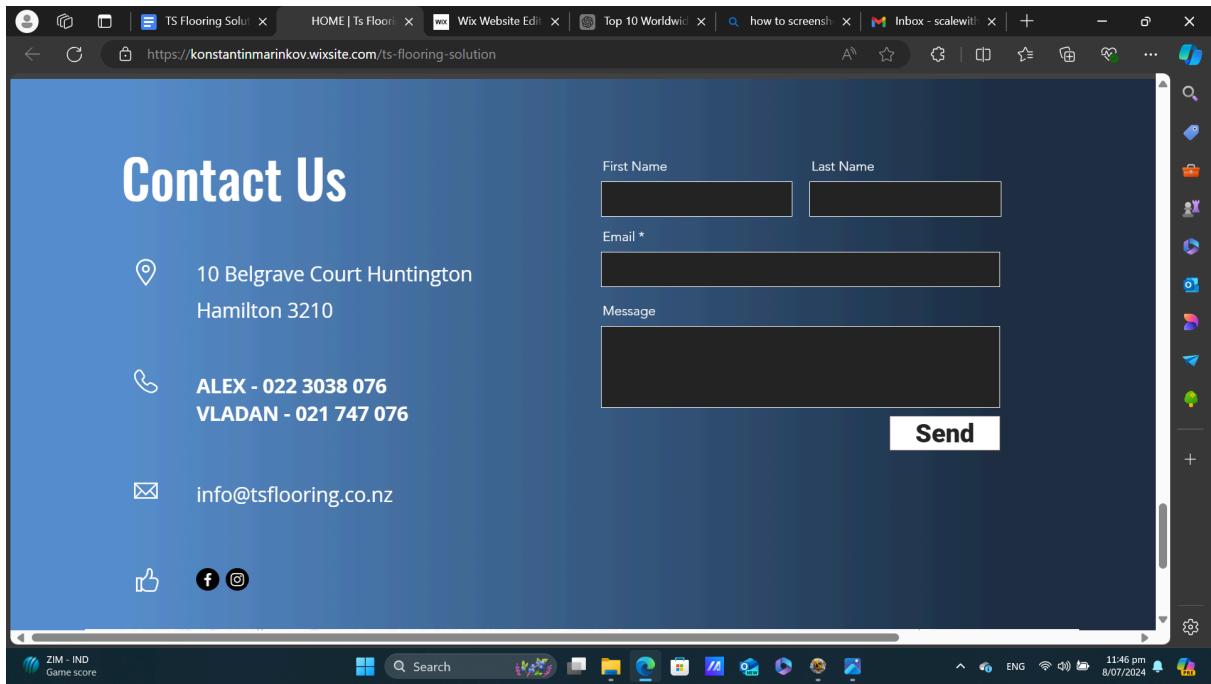 TS Flooring Solut
HOME | Ts Floori
WIX Wix Website Edit
Top 10 Worldwid
how to screensh
Inbox - scalewith
https://konstantinmarinkov.wixsite.com/ts-flooring-solution
Contact Us
10 Belgrave Court Huntington
Hamilton 3210
ALEX - 022 3038 076
VLADAN - 021 747 076
info@tsflooring.co.nz
First Name
Last Name
Email *
Message
Send
ZIM - IND
Game score
Search
ENG
11:46 pm
8/07/2024